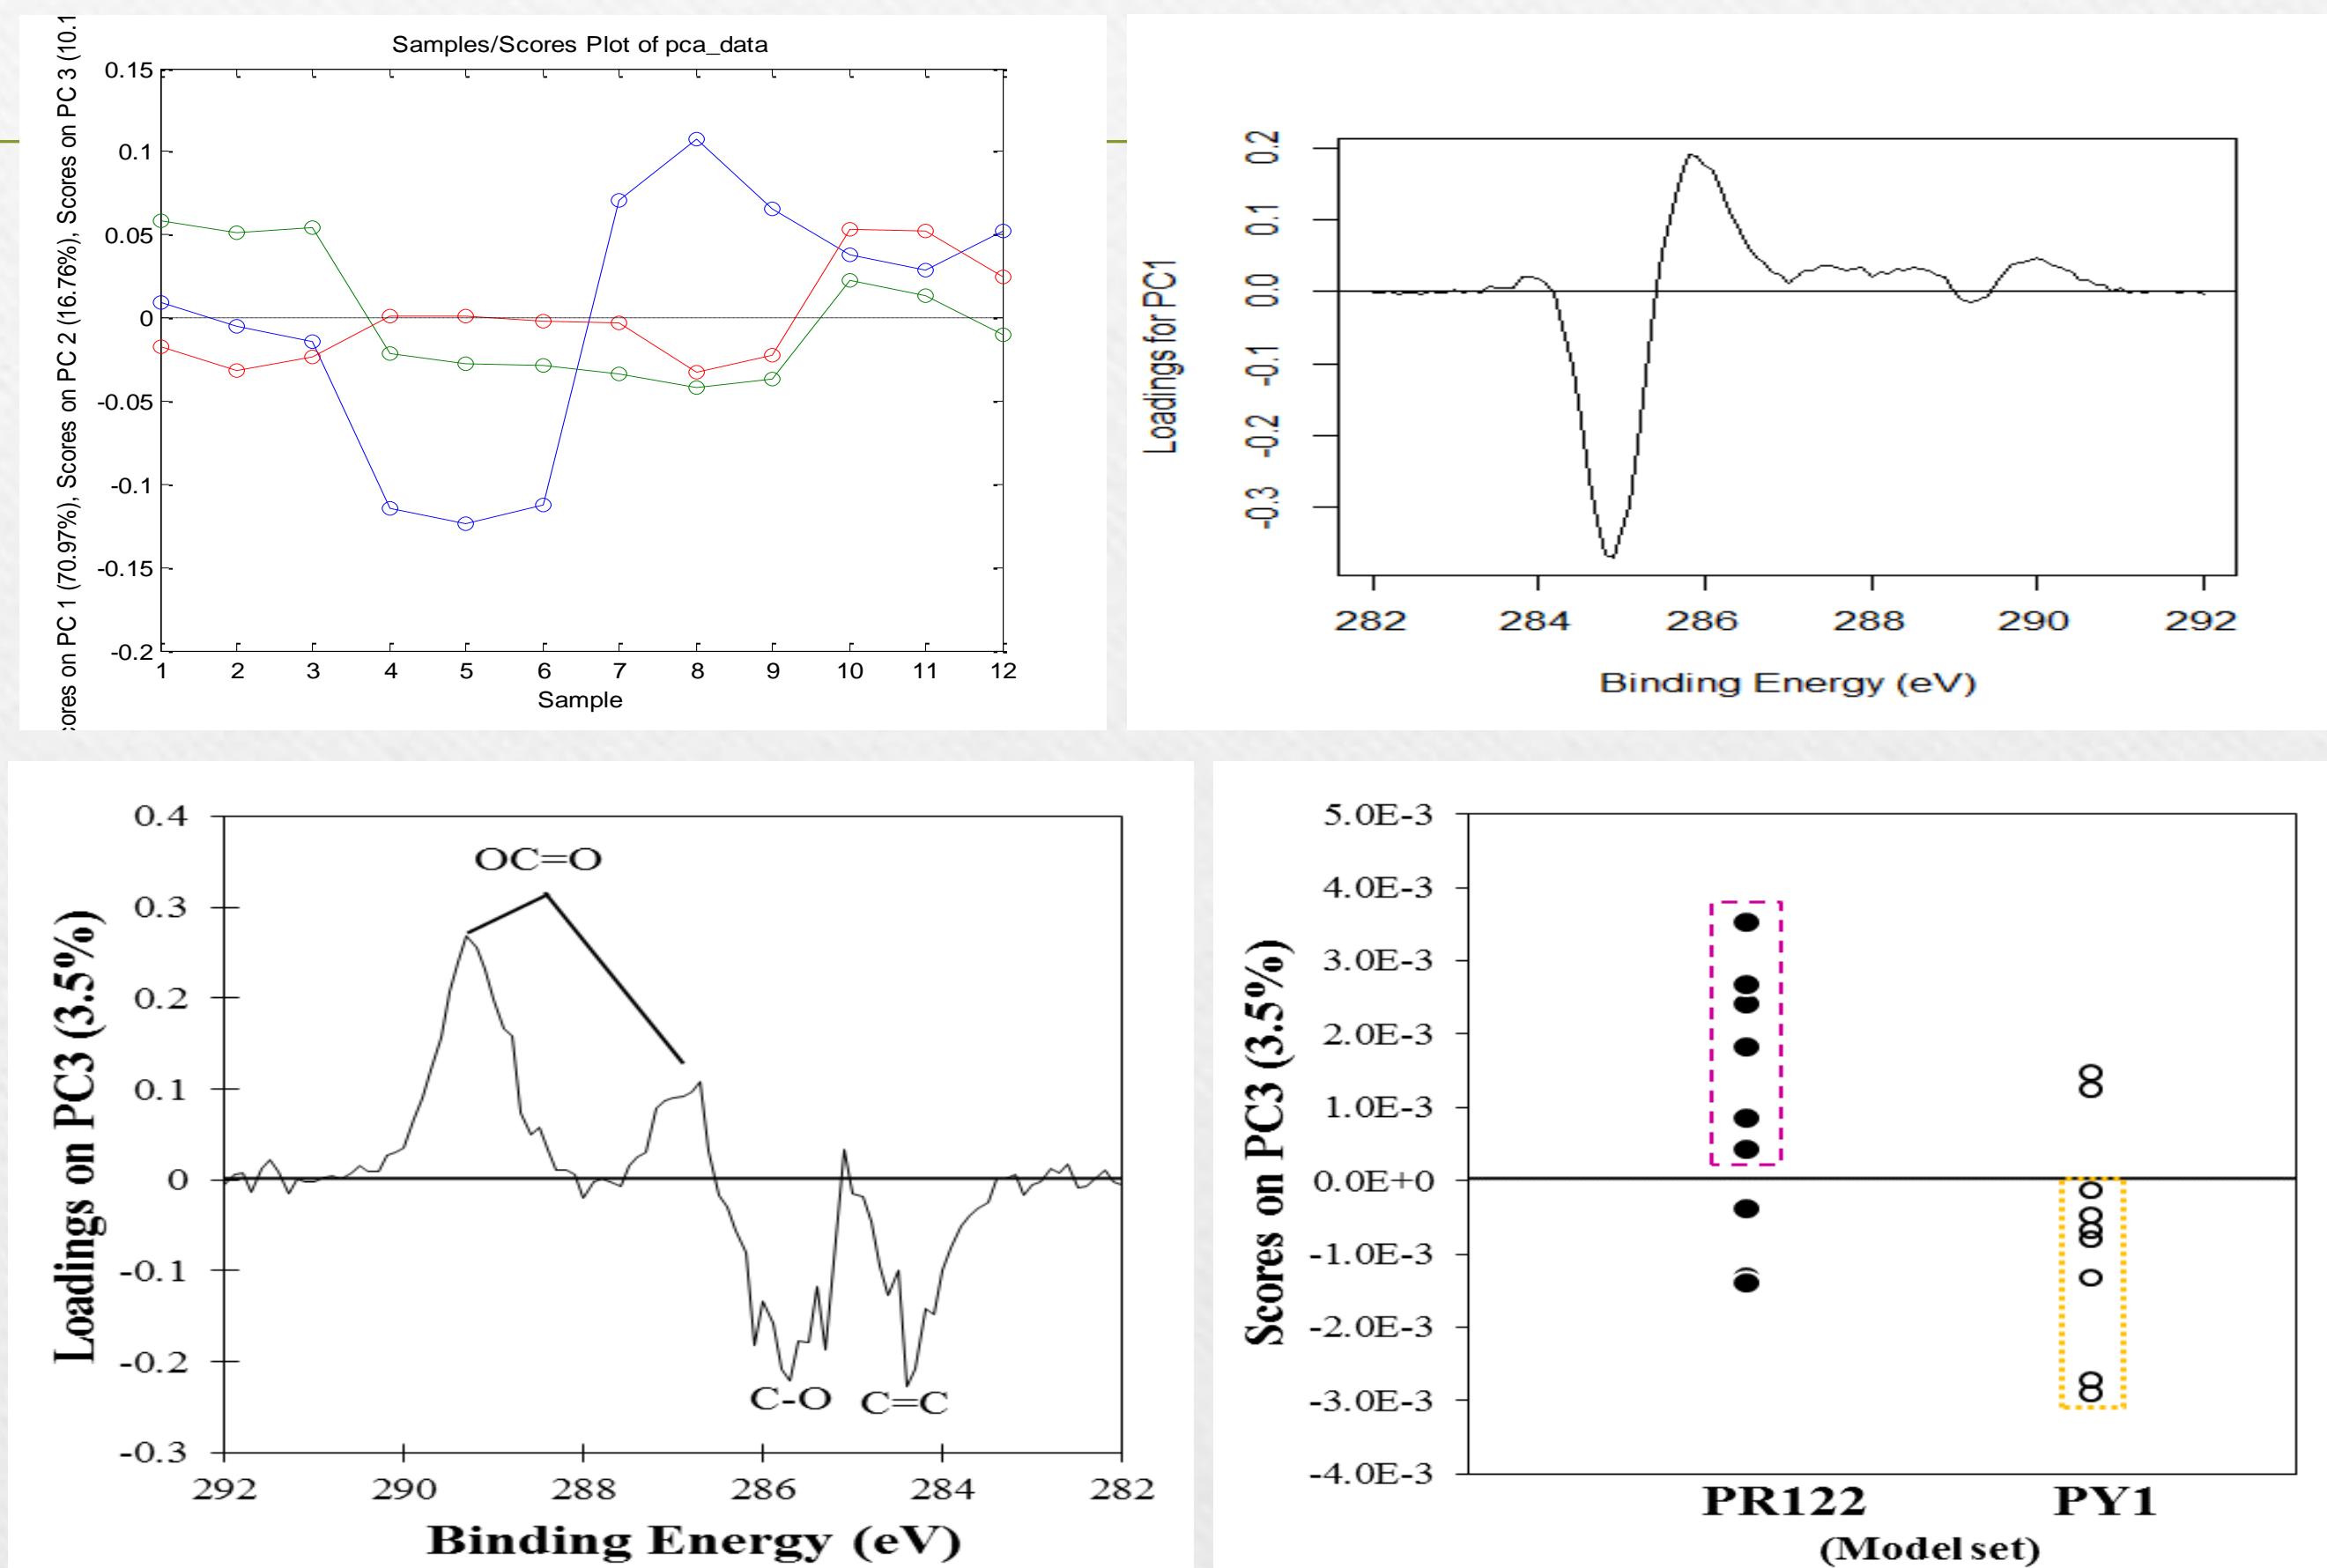 Samples/Scores Plot of pca_data
cores on PC 1 (70.97%), Scores on PC 2 (16.76%), Scores on PC 3 (10.1
0.15
0.1
0.05
0
-0.05
-0.1
-0.15
-0.2
1 2 3 4 5 6 7 8 9 10 11 12
Sample
Loadings for PC1
0.2
0.1
0.0
-0.1
-0.2
-0.3
282 284 286 288 290 292
Binding Energy (eV)
Loadings on PC3 (3.5%)
0.4
0.3
0.2
0.1
0
-0.1
-0.2
-0.3
OC=O
C-O C=C
292 290 288 286 284 282
Binding Energy (eV)
Scores on PC3 (3.5%)
5.0E-3
4.0E-3
3.0E-3
2.0E-3
1.0E-3
0.0E+0
-1.0E-3
-2.0E-3
-3.0E-3
-4.0E-3
PR122 PY1
(Model set)